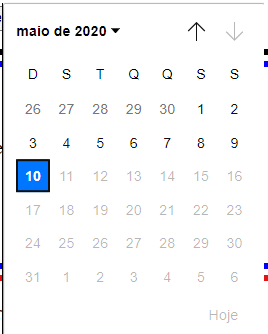 maio de 2020
D S T Q Q S S
26 27 28 29 30 1 2
3 4 5 6 7 8 9
10 11 12 13 14 15 16
17 18 19 20 21 22 23
24 25 26 27 28 29 30
31 1 2 3 4 5 6
Hoje